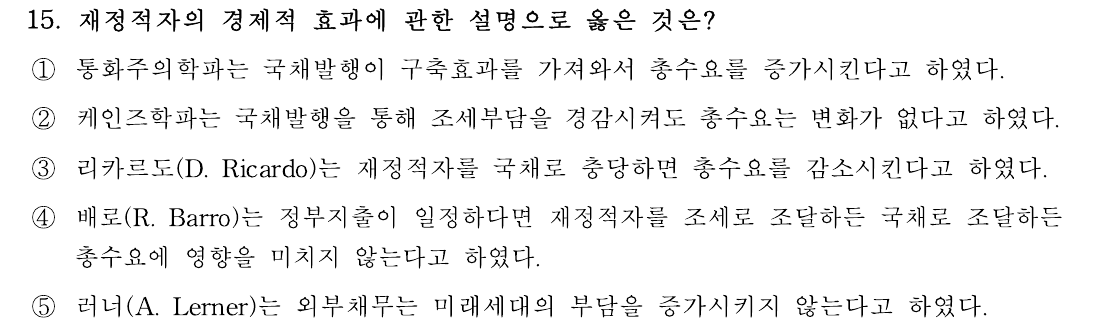 15. 재정적자의 경제적 효과에 관한 설명으로 옳은 것은?
① 통화주의학파는 국채발행이 구축효과를 가져와서 총수요를 증가시킨다고 하였다.
② 케인즈학파는 국채발행을 통해 조세부담을 경감시켜도 총수요는 변화가 없다고 하였다.
③ 리카르도(D. Ricardo)는 재정적자를 국채로 충당하면 총수요를 감소시킨다고 하였다.
④ 배로(R. Barro)는 정부지출이 일정하다면 재정적자를 조세로 조달하든 국채로 조달하든
총수요에 영향을 미치지 않는다고 하였다.
⑤ 러너(A. Lerner)는 외부채무는 미래세대의 부담을 증가시키지 않는다고 하였다.